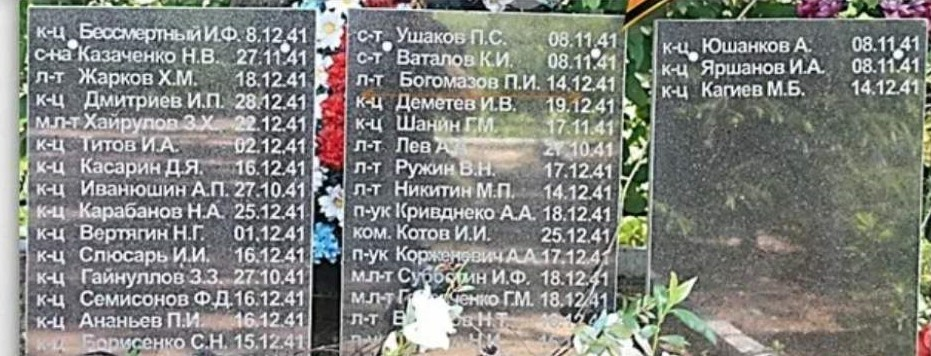 к-ц Бессмертный И.Ф. 8.12.41
с-на Казаченко Н.В. 27.11.41
л-т Жарков Х.М. 18.12.41
к-ц Дмитриев И.П. 28.12.41
м.л-т Хайрулов З.Х. 22.12.41
к-ц Титов И.А. 02.12.41
к-ц Касарин Д.Я. 16.12.41
к-ц Иванюшин А.П. 27.10.41
к-ц Карабанов Н.А. 25.12.41
к-ц Вертягин Н.Г. 01.12.41
к-ц Слюсарь И.И. 16.12.41
к-ц Гайнуллов З.З. 27.10.41
к-ц Семисонов Ф.Д. 16.12.41
к-ц Ананьев П.И. 16.12.41
к-ц Борисенко С.Н. 15.12.41
с-т Ушаков П.С. 08.11.41
с-т Ваталов К.И. 08.11.41
л-т Богомазов П.И. 14.12.41
к-ц Деметев И.В. 19.12.41
к-ц Шанин Г.М. 17.11.41
л-т Лев 27.10.41
л-т Ружин В.Н. 17.12.41
л-т Никитин М.П. 14.12.41
п-ук Кривднеко А.А. 18.12.41
ком. Котов И.И. 25.12.41
п-ук Корженевич А.А 17.12.41
м.л-т Субботин И.Ф. 18.12.41
м.л-т Г.М. 18.12.41
л-т Н.Т.
к-ц Юшанков А. 08.11.41
к-ц Яршанов И.А. 08.11.41
к-ц Кагиев М.Б. 14.12.41